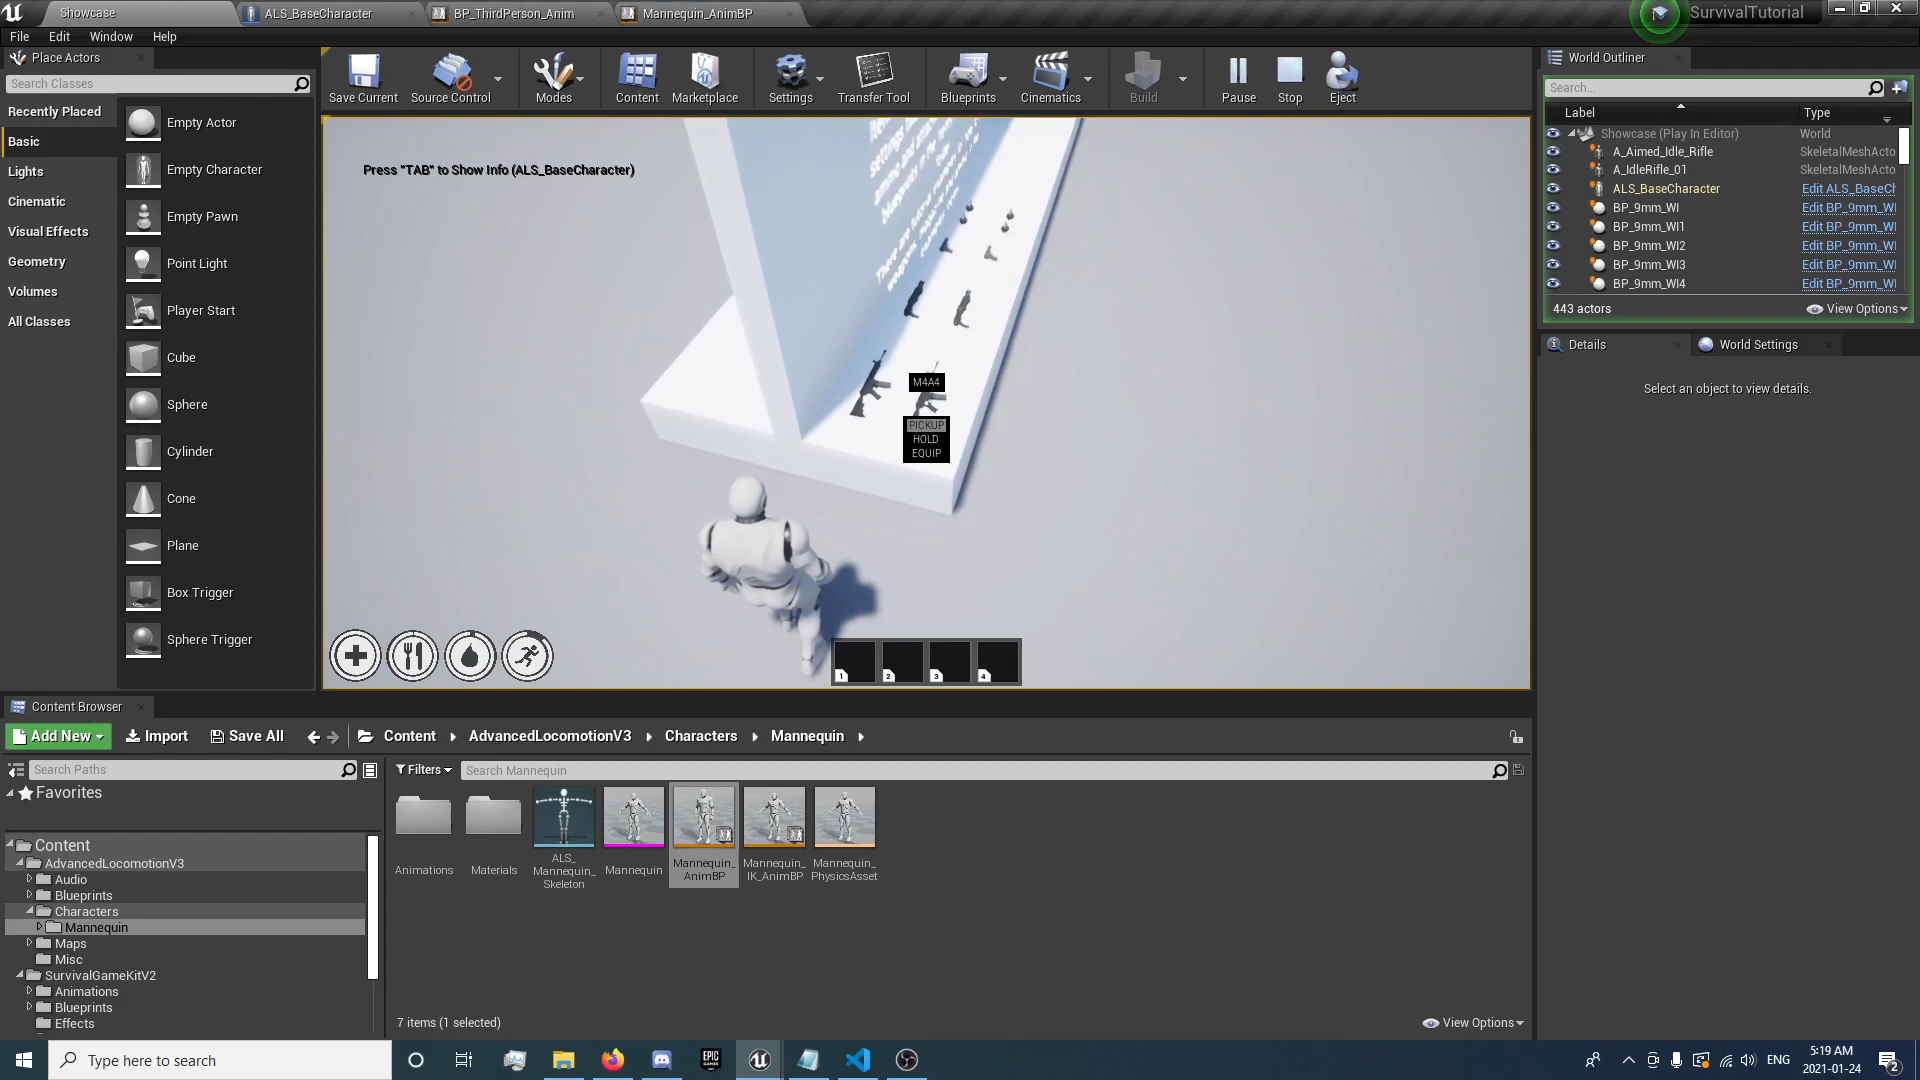 Showcase
ALS_BaseCharacter
BP_ThirdPerson_Anim
Mannequin_AnimBP
SurvivalTutorial
File Edit Window Help
Place Actors
Search Classes
Recently Placed
Basic
Lights
Cinematic
Visual Effects
Geometry
Volumes
All Classes
Empty Actor
Empty Character
Empty Pawn
Point Light
Player Start
Cube
Sphere
Cylinder
Cone
Plane
Box Trigger
Sphere Trigger
Save Current
Source Control
Modes
Content
Marketplace
Settings
Transfer Tool
Blueprints
Cinematics
Build
Pause
Stop
Eject
Press "TAB" to Show Info (ALS_BaseCharacter)
M4A4
PICKUP
HOLD
EQUIP
1 2 3 4
World Outliner
Search...
Label Type
Showcase (Play In Editor) World
A_Aimed_Idle_Rifle SkeletalMeshActo
A_IdleRifle_01 SkeletalMeshActo
ALS_BaseCharacter Edit ALS_BaseCh
BP_9mm_WI Edit BP_9mm_WI
BP_9mm_WI1 Edit BP_9mm_WI
BP_9mm_WI2 Edit BP_9mm_WI
BP_9mm_WI3 Edit BP_9mm_WI
BP_9mm_WI4 Edit BP_9mm_WI
443 actors View Options
Details World Settings
Select an object to view details.
Content Browser
Add New Import Save All Content AdvancedLocomotionV3 Characters Mannequin
Search Paths
Filters Search Mannequin
Favorites
Content
AdvancedLocomotionV3
Audio
Blueprints
Characters
Mannequin
Maps
Misc
SurvivalGameKitV2
Animations
Blueprints
Effects
Animations
Materials
ALS_
Mannequin_
Skeleton
Mannequin
Mannequin_
AnimBP
Mannequin_
IK_AnimBP
Mannequin_
PhysicsAsset
7 items (1 selected)
View Options
Type here to search
EPIC
GAMES
ENG
5:19 AM
2021-01-24
2